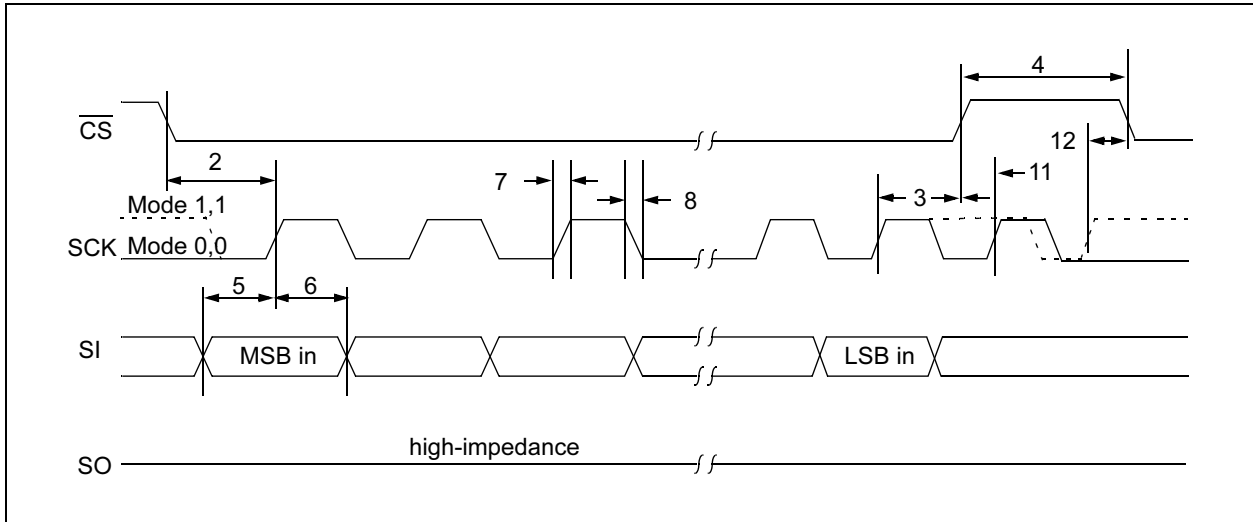 4
CS
12
2
11
7
3
8
Mode 1,1
SCK Mode 0,0
5
6
SI
MSB in
LSB in
high-impedance
SO